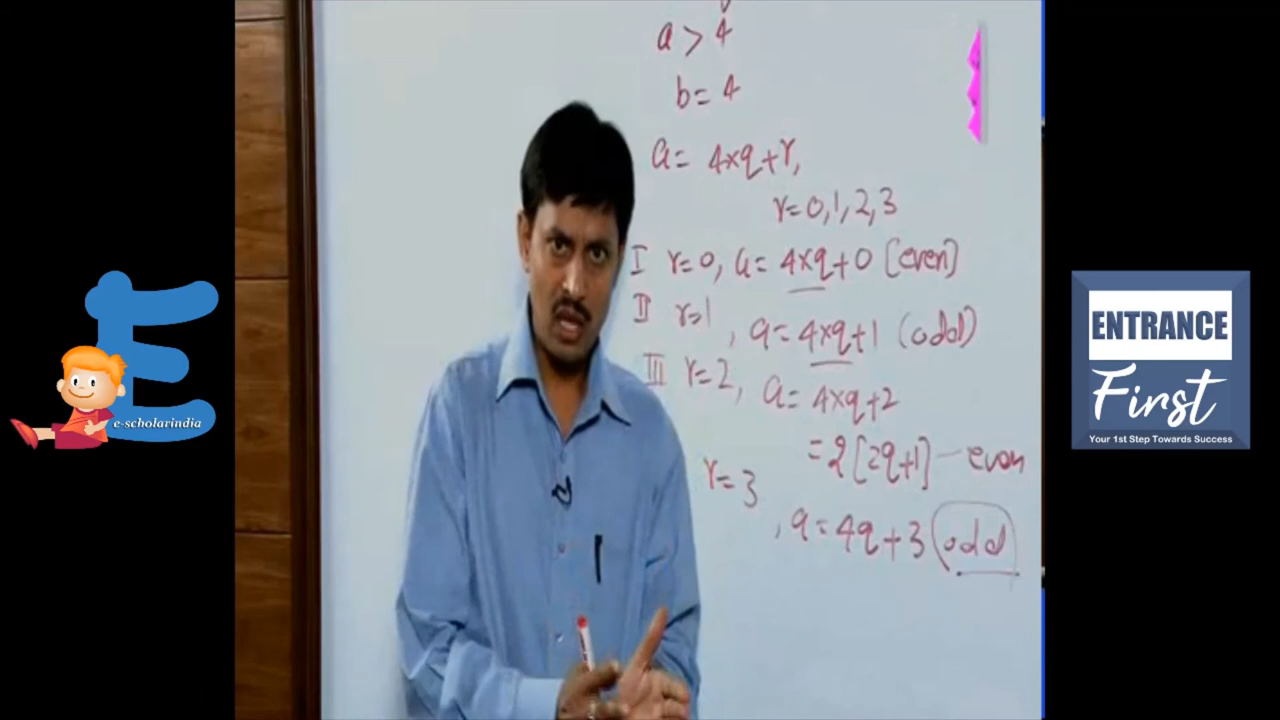 a > 4
b = 4
a = 4×q+r,
r=0,1,2,3
I r=0, a= 4×q+0 [even)
II r=1, a= 4×q+1 (odd)
III r=2, a= 4×q+2
= 2[2q+1] — even
r=3, a= 4q+3 (odd)
e-scholarindia
ENTRANCE
First
Your 1st Step Towards Success